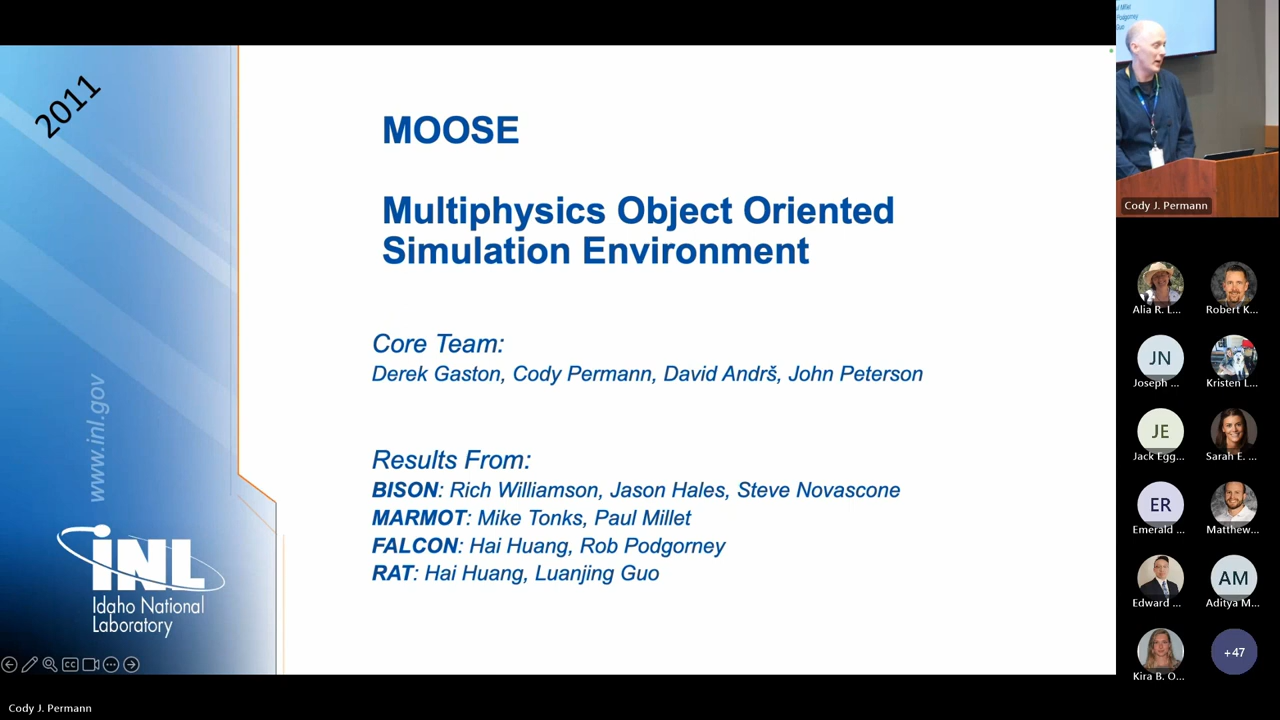 2011
MOOSE
Multiphysics Object Oriented
Simulation Environment
Core Team:
Derek Gaston, Cody Permann, David Andrš, John Peterson
Results From:
BISON: Rich Williamson, Jason Hales, Steve Novascone
MARMOT: Mike Tonks, Paul Millet
FALCON: Hai Huang, Rob Podgorney
RAT: Hai Huang, Luanjing Guo
www.inl.gov
INL
Idaho National
Laboratory
CC
Cody J. Permann
Podgorney
Cody J. Permann
Alia R. L...
Robert K...
JN
Joseph ...
Kristen L...
JE
Jack Egg...
Sarah E. ...
ER
Emerald ...
Matthew...
Edward ...
AM
Aditya M...
Kira B. O...
+47